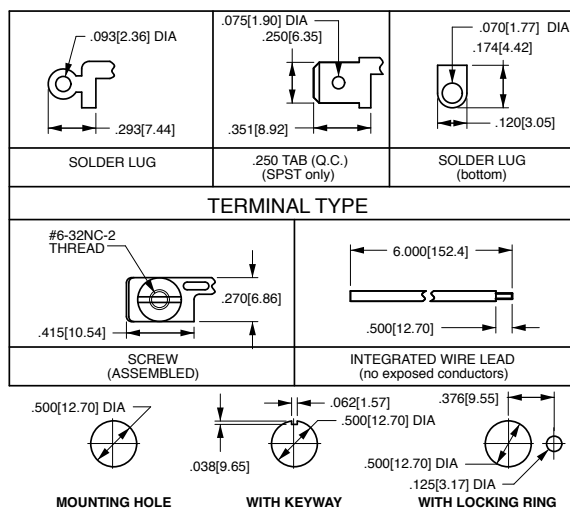 .093[2.36] DIA
.293[7.44]
SOLDER LUG
.075[1.90] DIA
.250[6.35]
.351[8.92]
.250 TAB (Q.C.)
(SPST only)
.070[1.77] DIA
.174[4.42]
.120[3.05]
SOLDER LUG
(bottom)
TERMINAL TYPE
#6-32NC-2
THREAD
.270[6.86]
.415[10.54]
SCREW
(ASSEMBLED)
6.000[152.4]
.500[12.70]
INTEGRATED WIRE LEAD
(no exposed conductors)
.500[12.70] DIA
MOUNTING HOLE
.062[1.57]
.500[12.70] DIA
.038[9.65]
WITH KEYWAY
.376[9.55]
.500[12.70] DIA
.125[3.17] DIA
WITH LOCKING RING